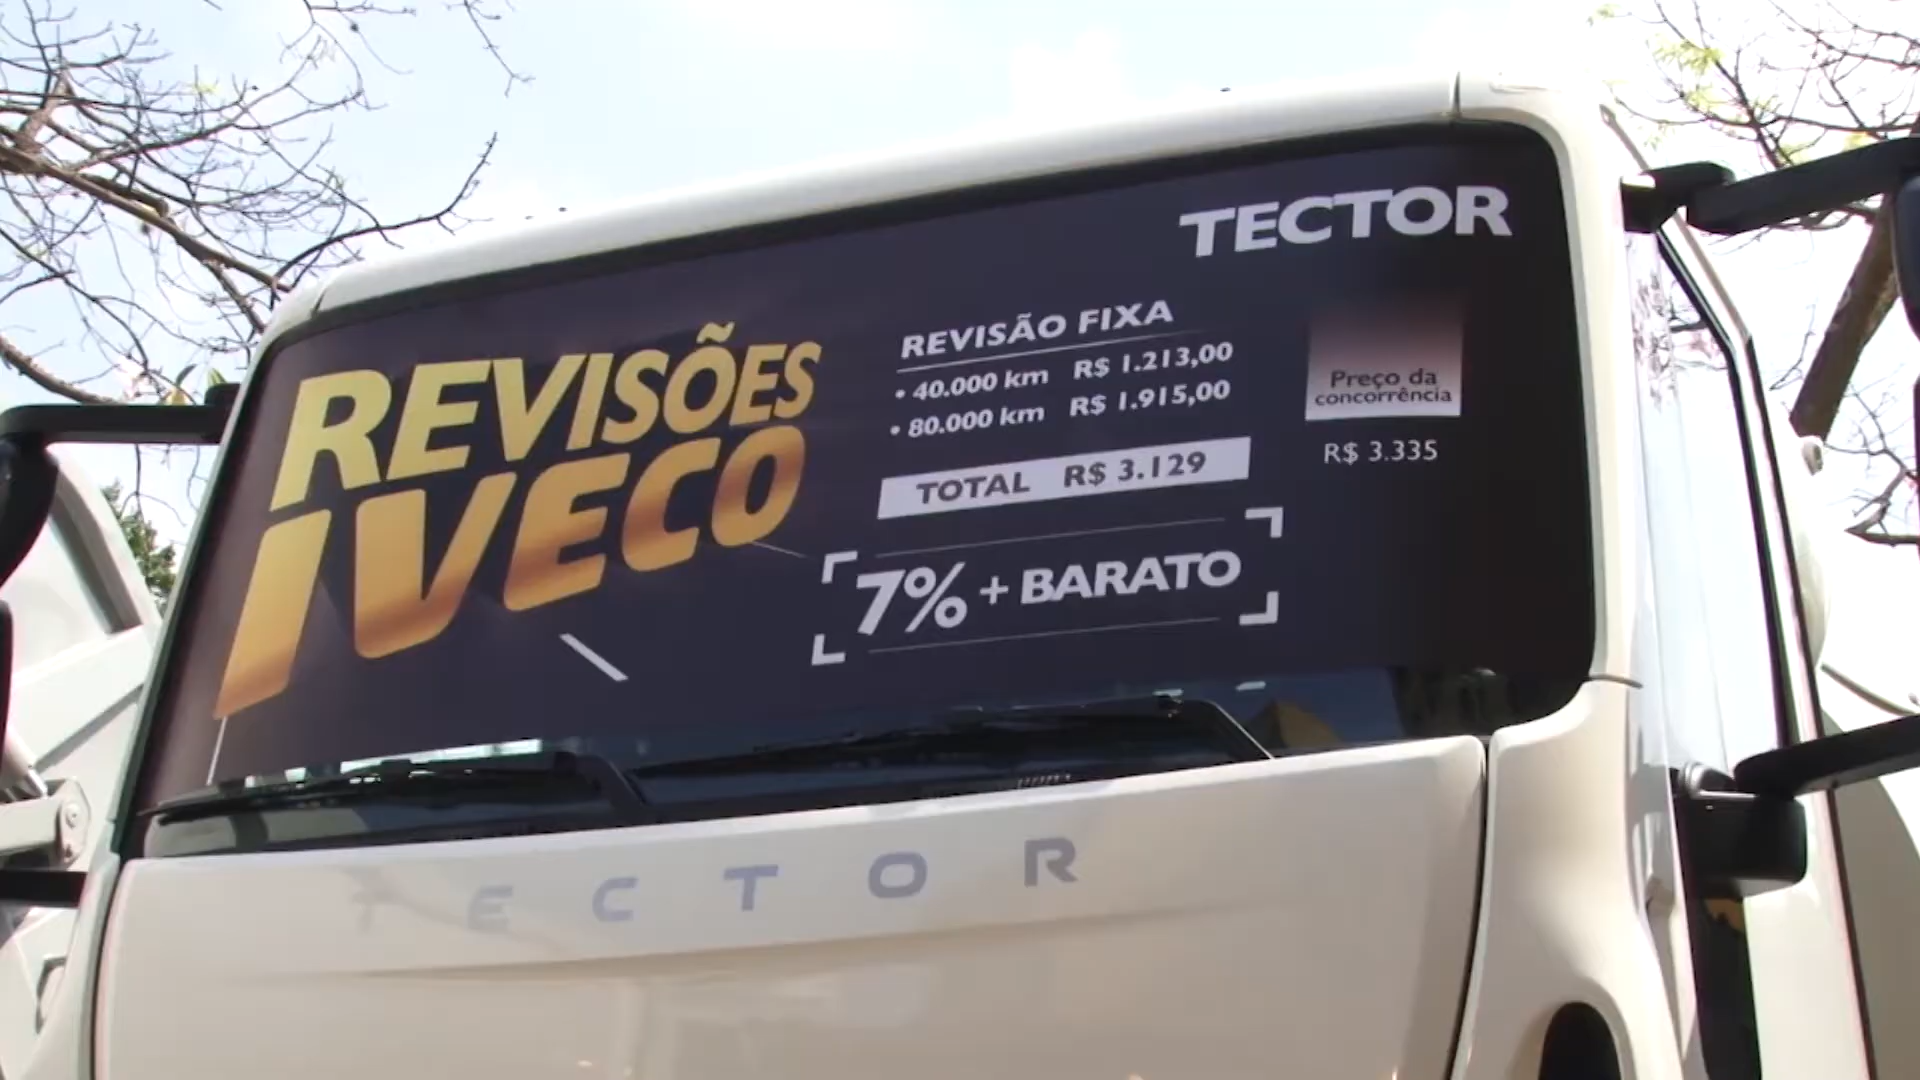 TECTOR
REVISÕES
IVECO
REVISÃO FIXA
• 40.000 km R$ 1.213,00
• 80.000 km R$ 1.915,00
TOTAL R$ 3.129
7% + BARATO
Preço da
concorrência
R$ 3.335
TECTOR